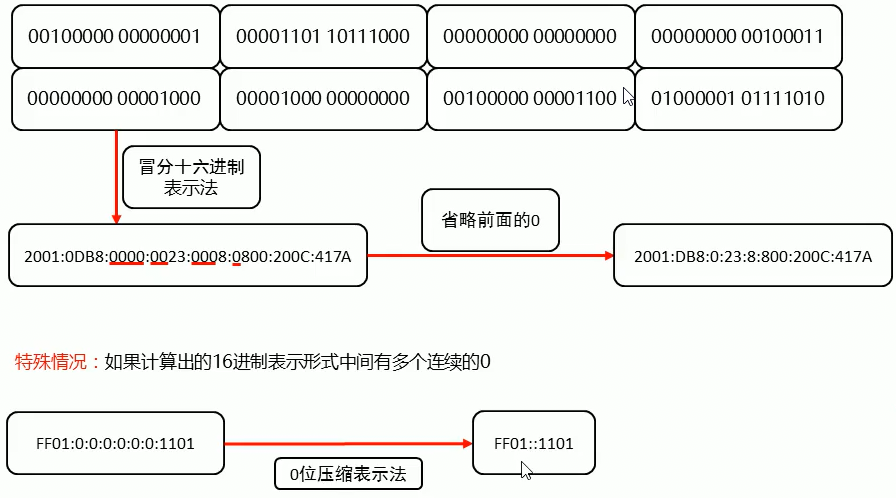 00100000 00000001
00001101 10111000
00000000 00000000
00000000 00100011
00000000 00001000
00001000 00000000
00100000 00001100
01000001 01111010
冒分十六进制
表示法
省略前面的0
2001:0DB8:0000:0023:0008:0800:200C:417A
2001:DB8:0:23:8:800:200C:417A
特殊情况：如果计算出的16进制表示形式中间有多个连续的0
FF01:0:0:0:0:0:0:1101
FF01::1101
0位压缩表示法